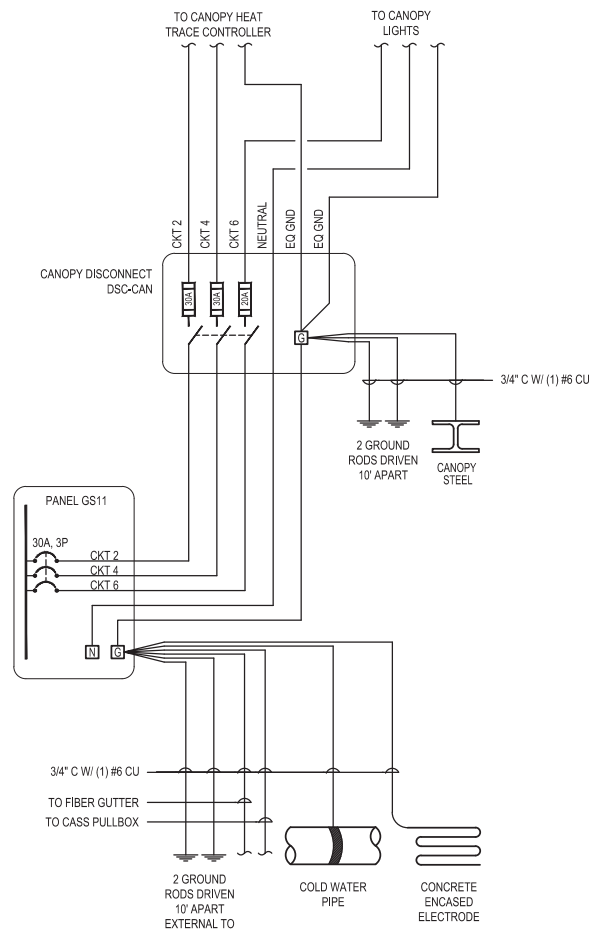 TO CANOPY HEAT
TRACE CONTROLLER
TO CANOPY
LIGHTS
CKT 2
CKT 4
CKT 6
NEUTRAL
EQ GND
EQ GND
CANOPY DISCONNECT
DSC-CAN
30A
30A
20A
G
3/4" C W/ (1) #6 CU
2 GROUND
RODS DRIVEN
10' APART
CANOPY
STEEL
PANEL GS11
30A, 3P
CKT 2
CKT 4
CKT 6
N
G
3/4" C W/ (1) #6 CU
TO FIBER GUTTER
TO CASS PULLBOX
2 GROUND
RODS DRIVEN
10' APART
EXTERNAL TO
COLD WATER
PIPE
CONCRETE
ENCASED
ELECTRODE